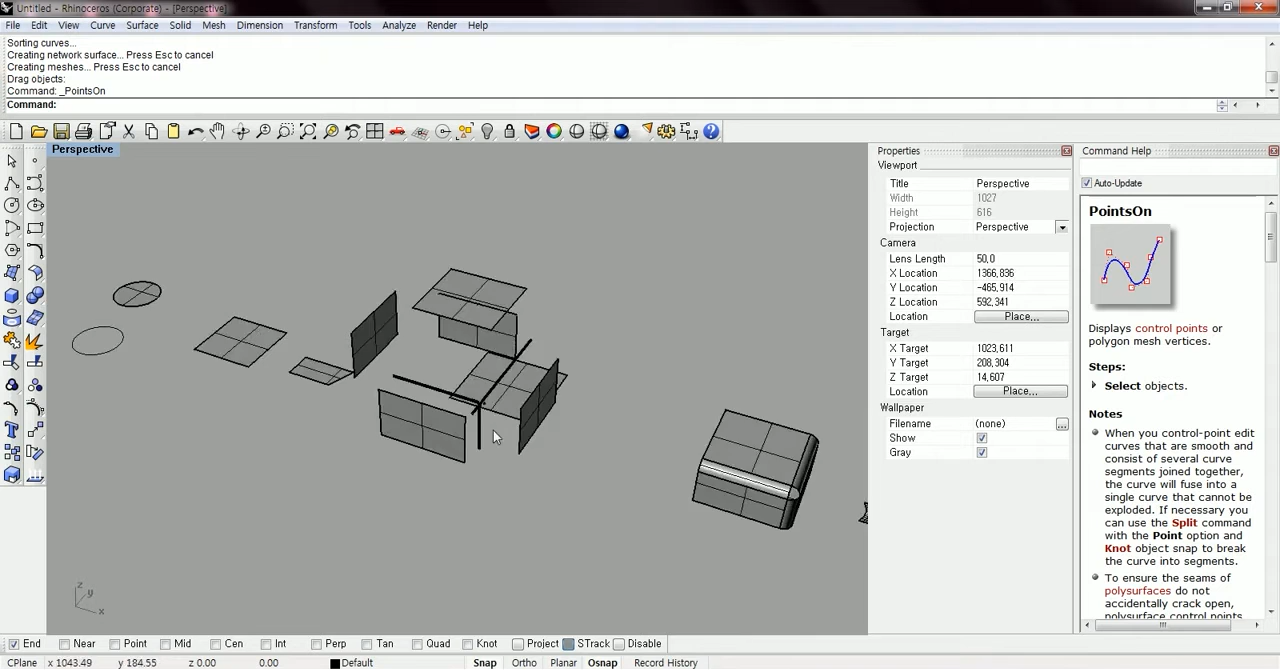 Untitled - Rhinoceros (Corporate) - [Perspective]
File Edit View Curve Surface Solid Mesh Dimension Transform Tools Analyze Render Help
Sorting curves...
Creating network surface... Press Esc to cancel
Creating meshes... Press Esc to cancel
Drag objects:
Command: _PointsOn
Command:
Perspective
Properties
Viewport
Title Perspective
Width 1027
Height 616
Projection Perspective
Camera
Lens Length 50,0
X Location 1366,836
Y Location -465,914
Z Location 592,341
Location Place...
Target
X Target 1023,611
Y Target 208,304
Z Target 14,607
Location Place...
Wallpaper
Filename (none) ...
Show
Gray
Command Help
Auto-Update
PointsOn
Displays control points or
polygon mesh vertices.
Steps:
Select objects.
Notes
When you control-point edit
curves that are smooth and
consist of several curve
segments joined together,
the curve will fuse into a
single curve that cannot be
exploded. If necessary you
can use the Split
command with the Point option and
Knot object snap to break
the curve into segments.
To ensure the seams of
polysurfaces do not
accidentally crack open,
polysurface control points
z
y
x
End Near Point Mid Cen Int Perp Tan Quad Knot Project STrack Disable
CPlane x 1043.49 y 184.55 z 0.00 0.00 Default Snap Ortho Planar Osnap Record History